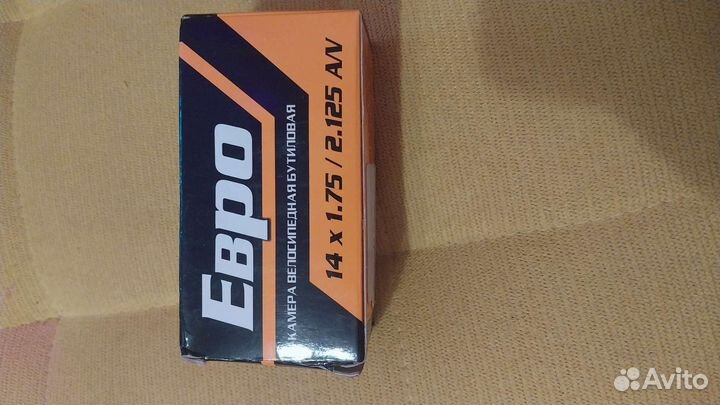 Евро
КАМЕРА ВЕЛОСИПЕДНАЯ БУТИЛОВАЯ
14 x 1.75 / 2.125 A/V
Avito